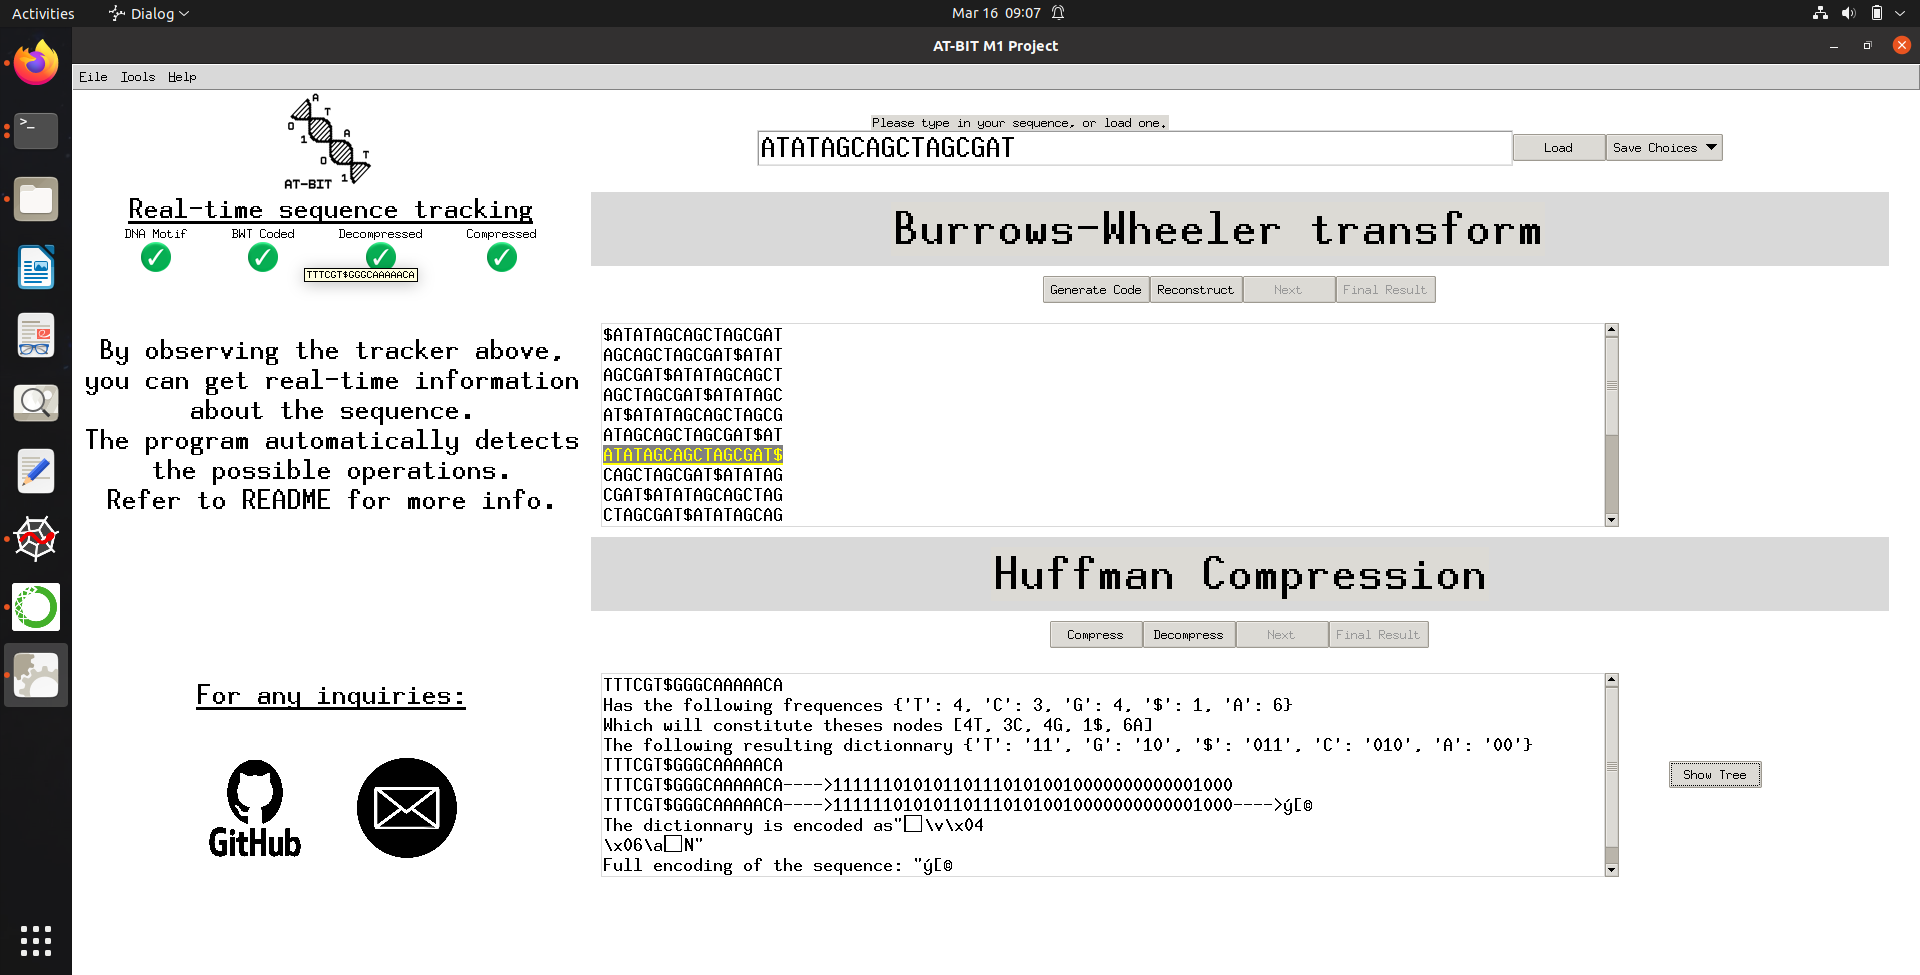 Activities
Dialog
Mar 16 09:07
AT-BIT M1 Project
Eile Tools Help
A
T
0
1
A
0
T
1
AT-BIT
Please type in your sequence, or load one.
ATATAGCAGCTAGCGAT
Load
Save Choices
Real-time sequence tracking
DNA Motif
BWT Coded
Decompressed
Compressed
TTTCGT$GGGCAAAAACA
Burrows-Wheeler transform
Generate Code
Reconstruct
Next
Final Result
By observing the tracker above,
you can get real-time information
about the sequence.
The program automatically detects
the possible operations.
Refer to README for more info.
$ATATAGCAGCTAGCGAT
AGCAGCTAGCGAT$ATAT
AGCGAT$ATATAGCAGCT
AGCTAGCGAT$ATATAGC
AT$ATATAGCAGCTAGCG
ATAGCAGCTAGCGAT$AT
ATATAGCAGCTAGCGAT$
CAGCTAGCGAT$ATATAG
CGAT$ATATAGCAGCTAG
CTAGCGAT$ATATAGCAG
Huffman Compression
Compress
Decompress
Next
Final Result
TTTCGT$GGGCAAAAACA
Has the following frequences {'T': 4, 'C': 3, 'G': 4, '$': 1, 'A': 6}
Which will constitute theses nodes [4T, 3C, 4G, 1$, 6A]
The following resulting dictionnary {'T': '11', 'G': '10', '$': '011', 'C': '010', 'A': '00'}
TTTCGT$GGGCAAAAACA
TTTCGT$GGGCAAAAACA---->1111110101011011101010010000000000001000
TTTCGT$GGGCAAAAACA---->1111110101011011101010010000000000001000---->ý[@
The dictionnary is encoded as"□\v\x04
\x06\a□N"
Full encoding of the sequence: "ý[@
Show Tree
For any inquiries:
GitHub